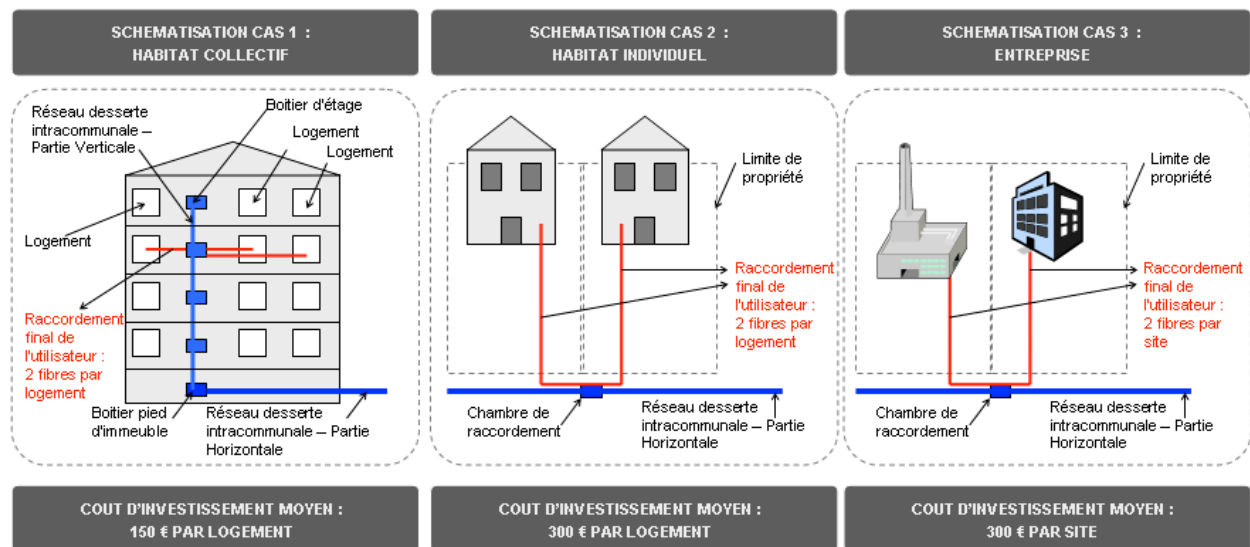 SCHEMATISATION CAS 1 :
HABITAT COLLECTIF
Réseau desserte
intracommunale –
Partie Verticale
Boitier d'étage
Logement
Logement
Logement
Raccordement
final de
l'utilisateur :
2 fibres par
logement
Boitier pied
d'immeuble
Réseau desserte
intracommunale – Partie
Horizontale
COUT D'INVESTISSEMENT MOYEN :
150 € PAR LOGEMENT
SCHEMATISATION CAS 2 :
HABITAT INDIVIDUEL
Limite de
propriété
Raccordement
final de
l'utilisateur :
2 fibres par
logement
Chambre de
raccordement
Réseau desserte
intracommunale – Partie
Horizontale
COUT D'INVESTISSEMENT MOYEN :
300 € PAR LOGEMENT
SCHEMATISATION CAS 3 :
ENTREPRISE
Limite de
propriété
Raccordement
final de
l'utilisateur :
2 fibres par
site
Chambre de
raccordement
Réseau desserte
intracommunale – Partie
Horizontale
COUT D'INVESTISSEMENT MOYEN :
300 € PAR SITE